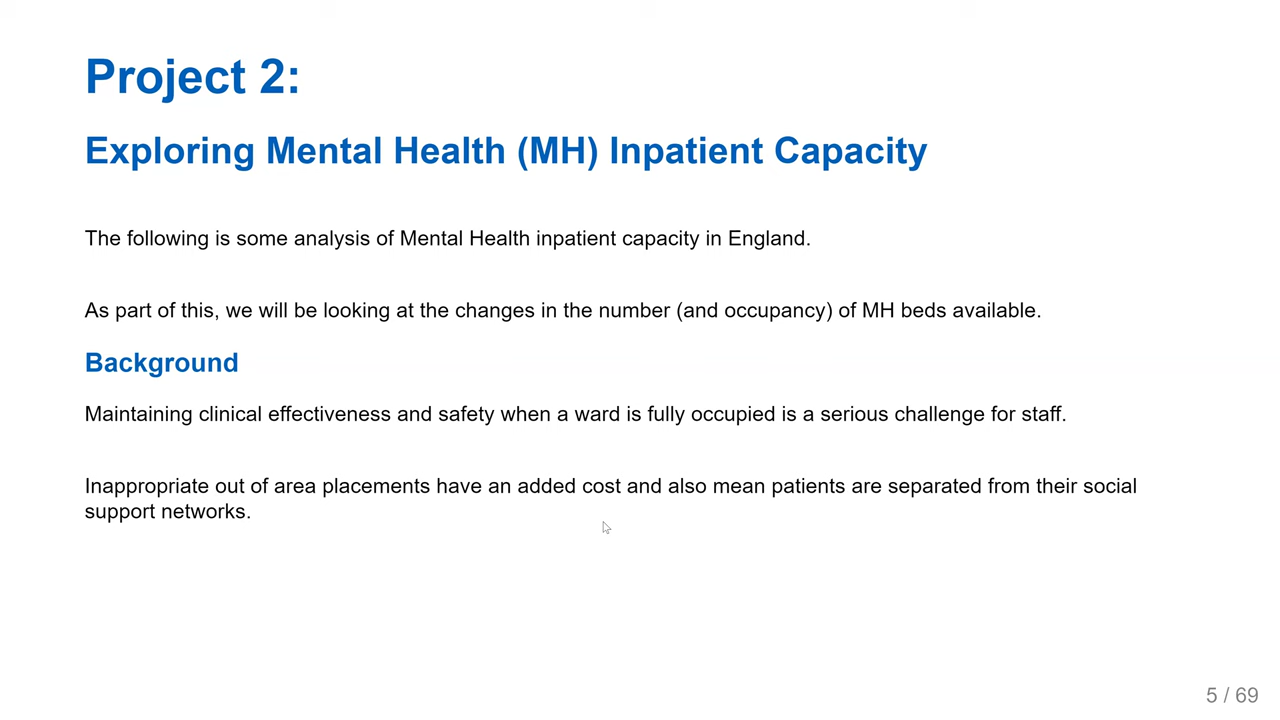 Project 2:
Exploring Mental Health (MH) Inpatient Capacity
The following is some analysis of Mental Health inpatient capacity in England.
As part of this, we will be looking at the changes in the number (and occupancy) of MH beds available.
Background
Maintaining clinical effectiveness and safety when a ward is fully occupied is a serious challenge for staff.
Inappropriate out of area placements have an added cost and also mean patients are separated from their social
support networks.
5 / 69